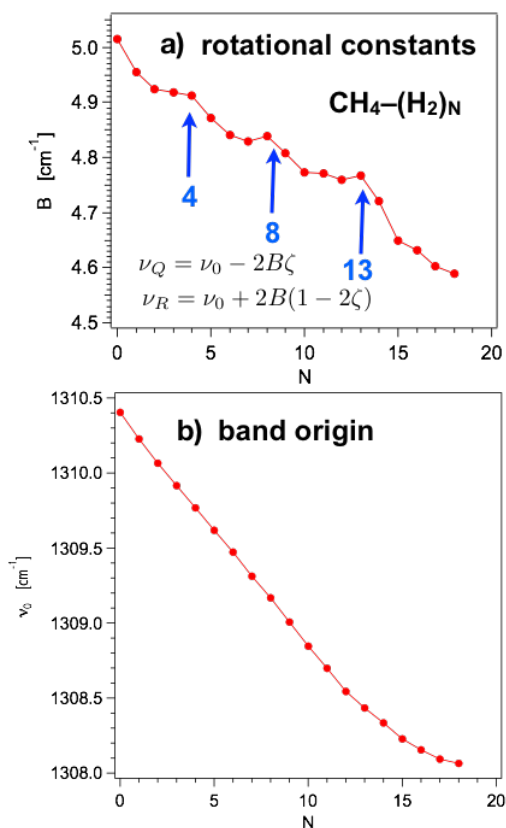 a) rotational constants
CH₄–(H₂)N
5.0
4.9
4.8
4.7
4.6
4.5
B [cm⁻¹]
4
8
13
νQ = ν₀ − 2Bζ
νR = ν₀ + 2B(1 − 2ζ)
0
5
10
15
20
N
b) band origin
1310.5
1310.0
1309.5
1309.0
1308.5
1308.0
ν₀ [cm⁻¹]
0
5
10
15
20
N